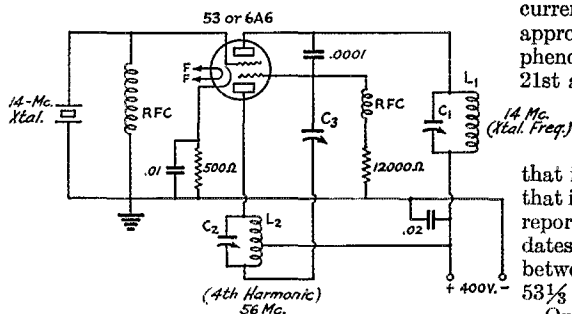 53 or 6A6
F
F
.0001
14-Mc.
Xtal.
RFC
C3
RFC
L1
C1
14 Mc.
(Xtal. Freq.)
.01
500Ω
12000Ω
C2
L2
.02
(4th Harmonic)
56 Mc.
+ 400V. -
curren
appro
pheno
21st a
that i
that i
repor
dates
betwe
53⅓